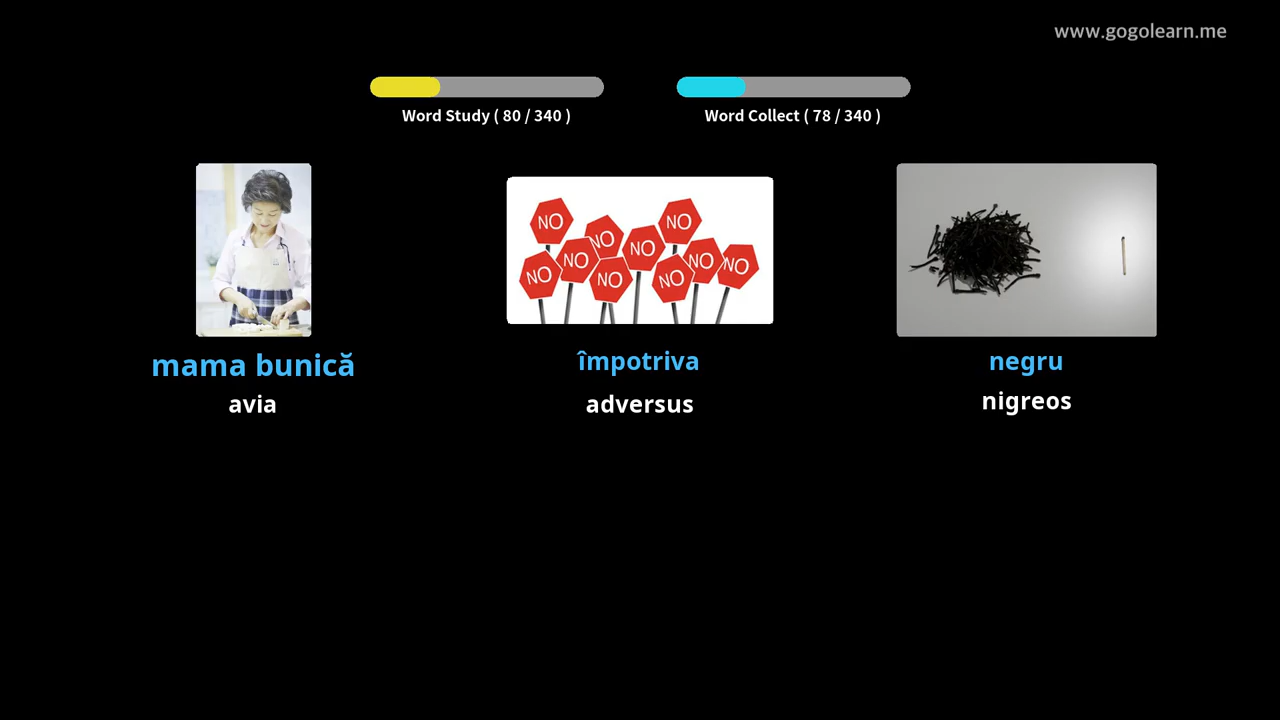 www.gogolearn.me
Word Study ( 80 / 340 )
Word Collect ( 78 / 340 )
NO
NO
NO
NO
NO
NO
NO
NO
NO
NO
mama bunică
împotriva
negru
avia
adversus
nigreos